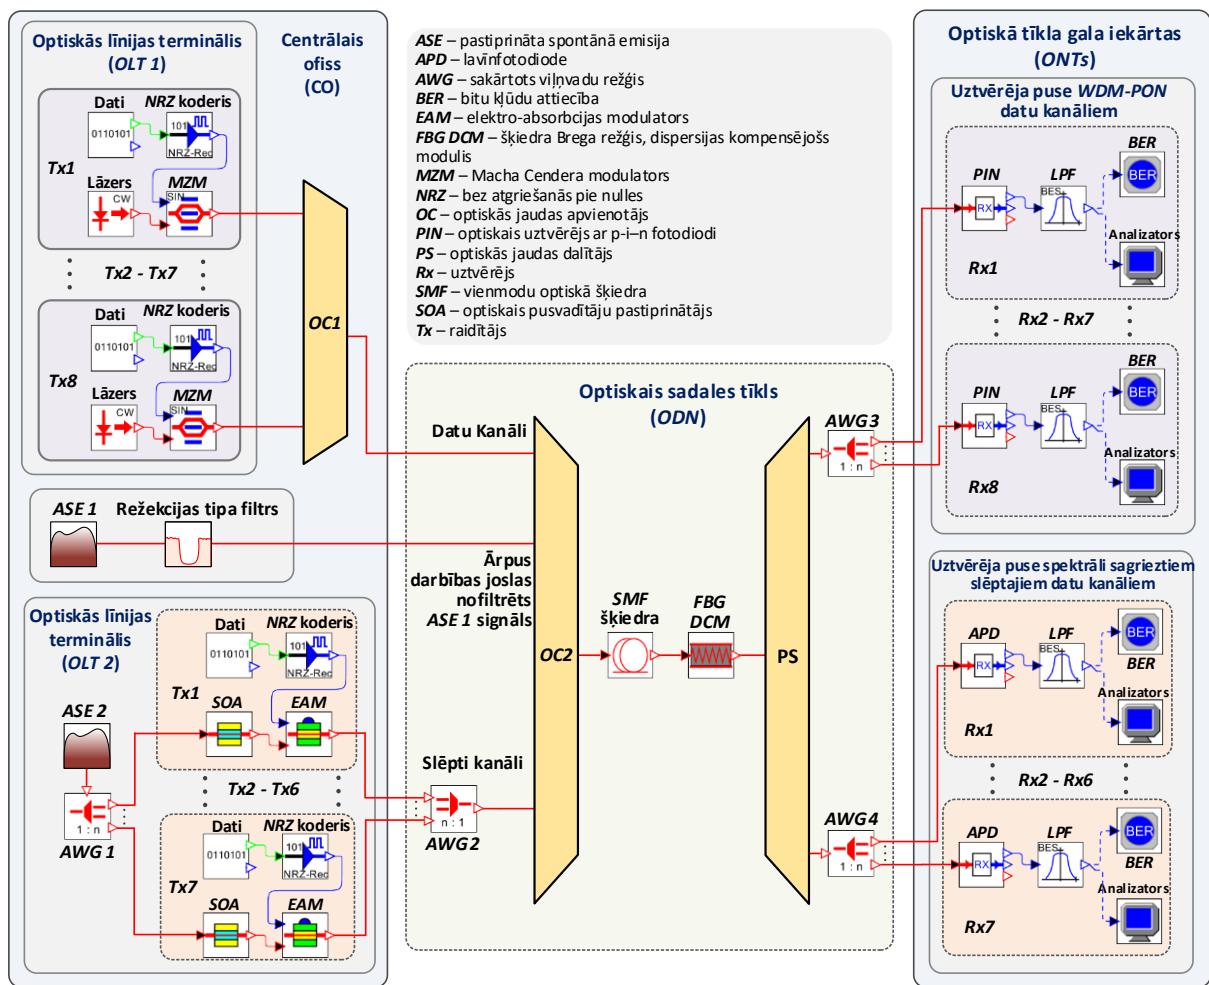 Optiskās līnijas terminālis
(OLT 1)
Centrālais
ofiss
(CO)
Dati
NRZ koderis
0110101
101
NRZ-Rec
Tx1
Lāzers
MZM
CW
SIN
Tx2 - Tx7
Dati
NRZ koderis
0110101
101
NRZ-Rec
Tx8
Lāzers
MZM
CW
SIN
OC1
ASE 1
Režekcijas tipa filtrs
Optiskās līnijas
terminālis
(OLT 2)
Dati
NRZ koderis
0110101
101
NRZ-Rec
Tx1
SOA
EAM
ASE 2
1 : n
AWG 1
Tx2 - Tx6
Dati
NRZ koderis
0110101
101
NRZ-Rec
Tx7
SOA
EAM
ASE – pastiprināta spontānā emisija
APD – lavīnfotodiode
AWG – sakārtots viļņvadu režģis
BER – bitu kļūdu attiecība
EAM – elektro-absorbcijas modulators
FBG DCM – šķiedra Brega režģis, dispersijas kompensējošs
modulis
MZM – Macha Cendera modulators
NRZ – bez atgriešanās pie nulles
OC – optiskās jaudas apvienotājs
PIN – optiskais uztvērējs ar p-i–n fotodiodi
PS – optiskās jaudas dalītājs
Rx – uztvērējs
SMF – vienmodu optiskā šķiedra
SOA – optiskais pusvadītāju pastiprinātājs
Tx – raidītājs
Optiskais sadales tīkls
(ODN)
Datu Kanāli
Ārpus
darbības joslas
nofiltrēts
ASE 1 signāls
Slēpti kanāli
n : 1
AWG 2
OC2
SMF
šķiedra
FBG
DCM
PS
AWG 3
1 : n
AWG 4
1 : n
Optiskā tīkla gala iekārtas
(ONTs)
Uztvērēja puse WDM-PON
datu kanāliem
BER
PIN
LPF
BES
BER
RX
Analizators
Rx1
Rx2 - Rx7
BER
PIN
LPF
BES
BER
RX
Analizators
Rx8
Uztvērēja puse spektrāli sagrieztiem
slēptajiem datu kanāliem
APD
LPF
BES
BER
BER
RX
Analizators
Rx1
Rx2 - Rx6
APD
LPF
BES
BER
BER
RX
Analizators
Rx7